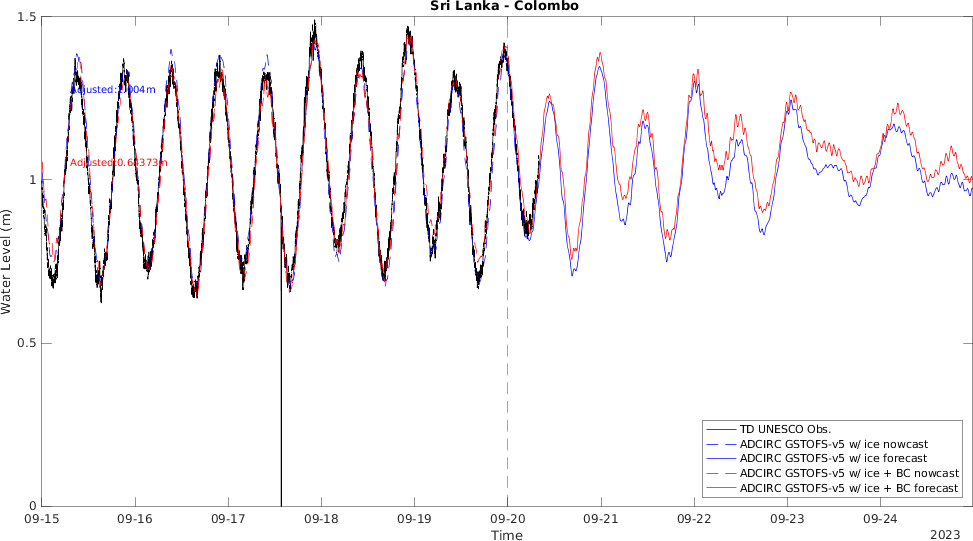 Sri Lanka - Colombo
1.5
Adjusted:1.004m
Adjusted:0.63373m
1
Water Level (m)
0.5
TD UNESCO Obs.
ADCIRC GSTOFS-v5 w/ ice nowcast
ADCIRC GSTOFS-v5 w/ ice forecast
ADCIRC GSTOFS-v5 w/ ice + BC nowcast
ADCIRC GSTOFS-v5 w/ ice + BC forecast
0
09-15 09-16 09-17 09-18 09-19 09-20 09-21 09-22 09-23 09-24
Time
2023